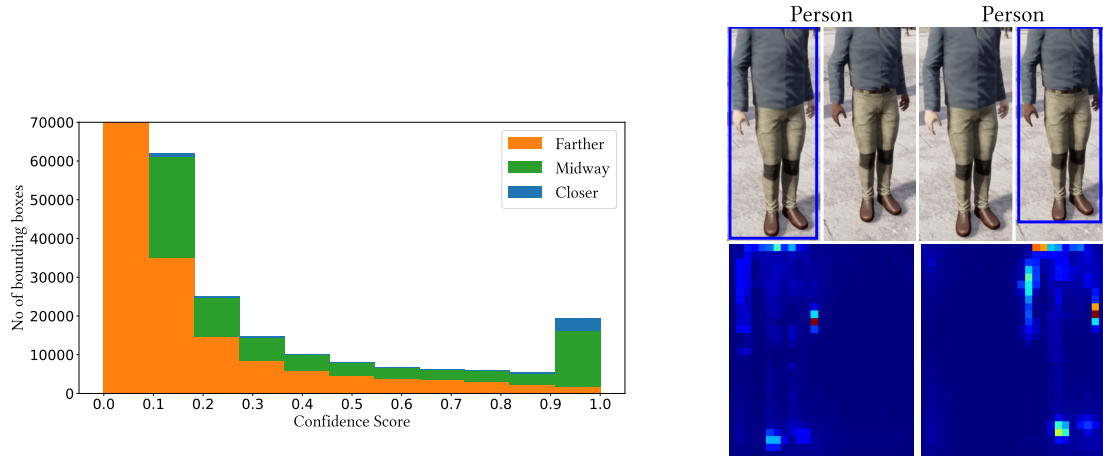 Person Person
70000
60000
50000
40000
30000
20000
10000
0
No of bounding boxes
Farther
Midway
Closer
0.0 0.1 0.2 0.3 0.4 0.5 0.6 0.7 0.8 0.9 1.0
Confidence Score